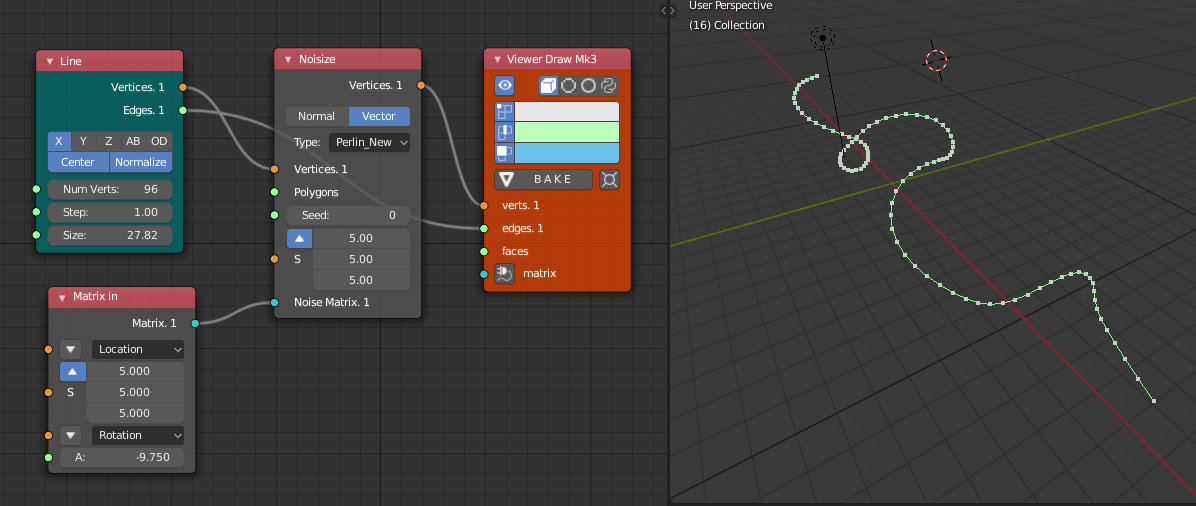 Line
Vertices. 1
Edges. 1
X Y Z AB OD
Center Normalize
Num Verts: 96
Step: 1.00
Size: 27.82
Matrix in
Matrix. 1
Location
5.000
S 5.000
5.000
Rotation
A: -9.750
Noisize
Vertices. 1
Normal Vector
Type: Perlin_New
Vertices. 1
Polygons
Seed: 0
5.00
S 5.00
5.00
Noise Matrix. 1
Viewer Draw Mk3
BAKE
verts. 1
edges. 1
faces
matrix
User Perspective
(16) Collection